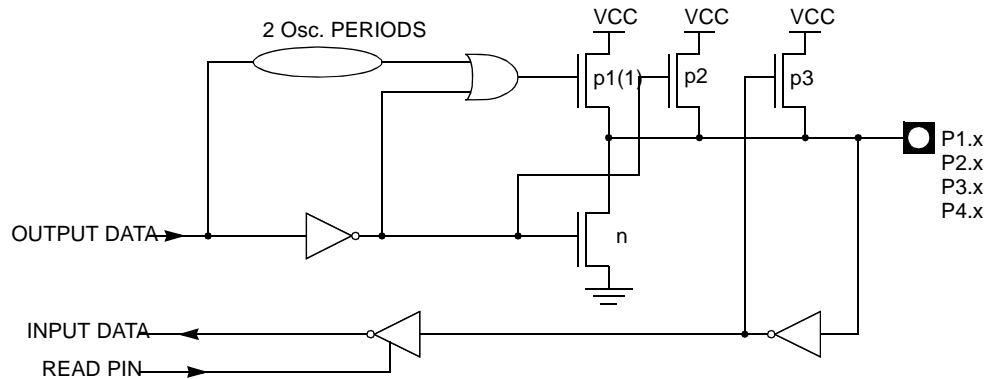 2 Osc. PERIODS
VCC
VCC
VCC
p1(1)
p2
p3
P1.x
P2.x
P3.x
P4.x
OUTPUT DATA
n
INPUT DATA
READ PIN